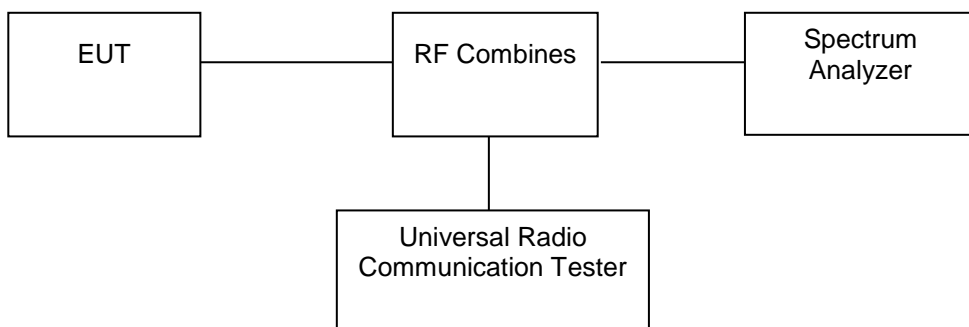 EUT
RF Combines
Spectrum
Analyzer
Universal Radio
Communication Tester